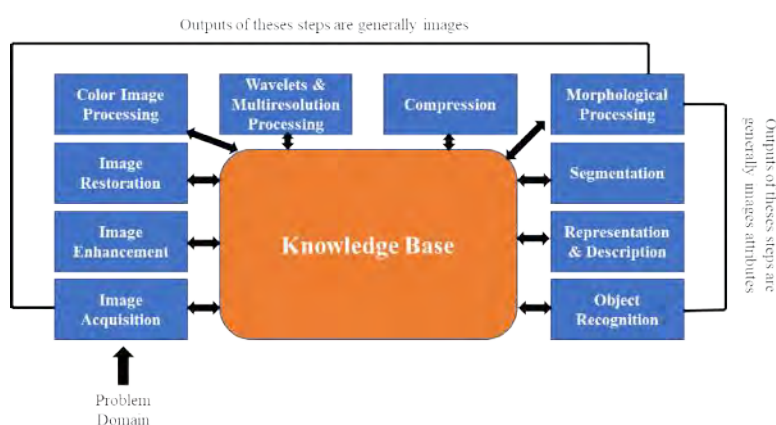 Outputs of theses steps are generally images
Color Image
Processing
Wavelets &
Multiresolution
Processing
Compression
Morphological
Processing
Image
Restoration
Segmentation
Image
Enhancement
Knowledge Base
Representation
& Description
Image
Acquisition
Object
Recognition
Outputs of theses steps are
generally images attributes
Problem
Domain